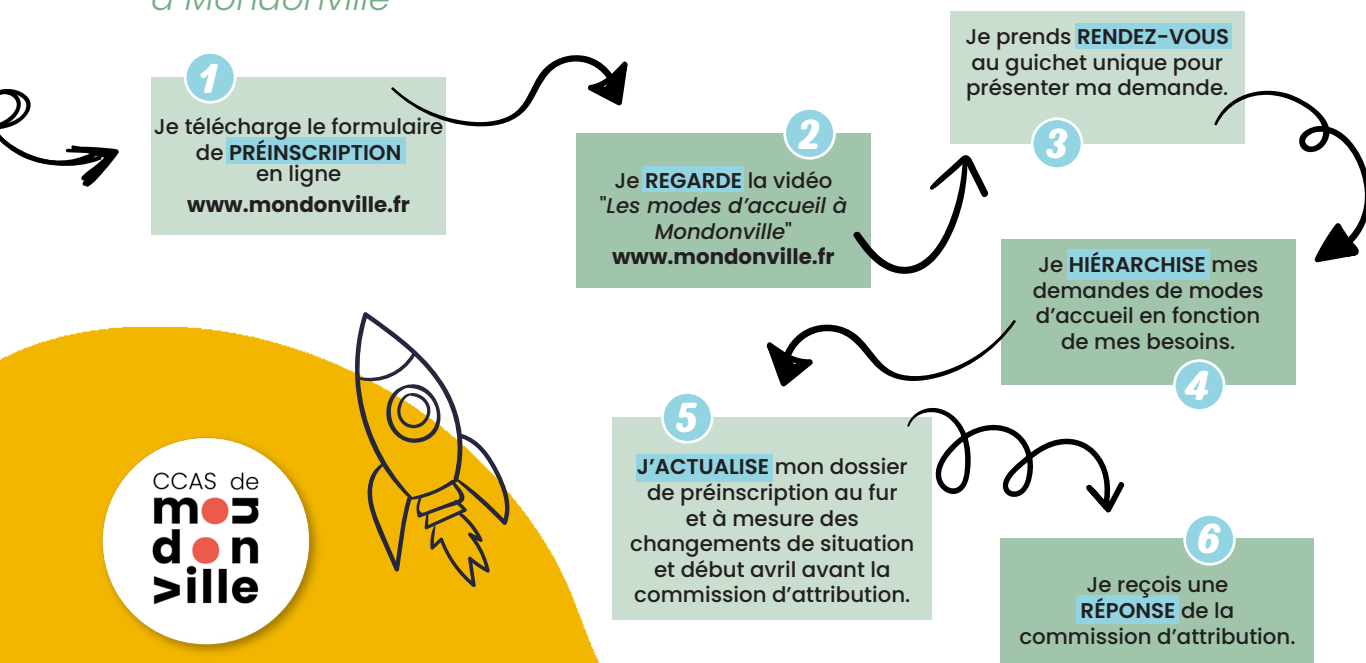 à Mondonville
1
Je télécharge le formulaire
de PRÉINSCRIPTION
en ligne
www.mondonville.fr
2
Je REGARDE la vidéo
"Les modes d'accueil à
Mondonville"
www.mondonville.fr
Je prends RENDEZ-VOUS
au guichet unique pour
présenter ma demande.
3
Je HIÉRARCHISE mes
demandes de modes
d'accueil en fonction
de mes besoins.
4
5
J'ACTUALISE mon dossier
de préinscription au fur
et à mesure des
changements de situation
et début avril avant la
commission d'attribution.
6
Je reçois une
RÉPONSE de la
commission d'attribution.
CCAS de
mon
don
>ille